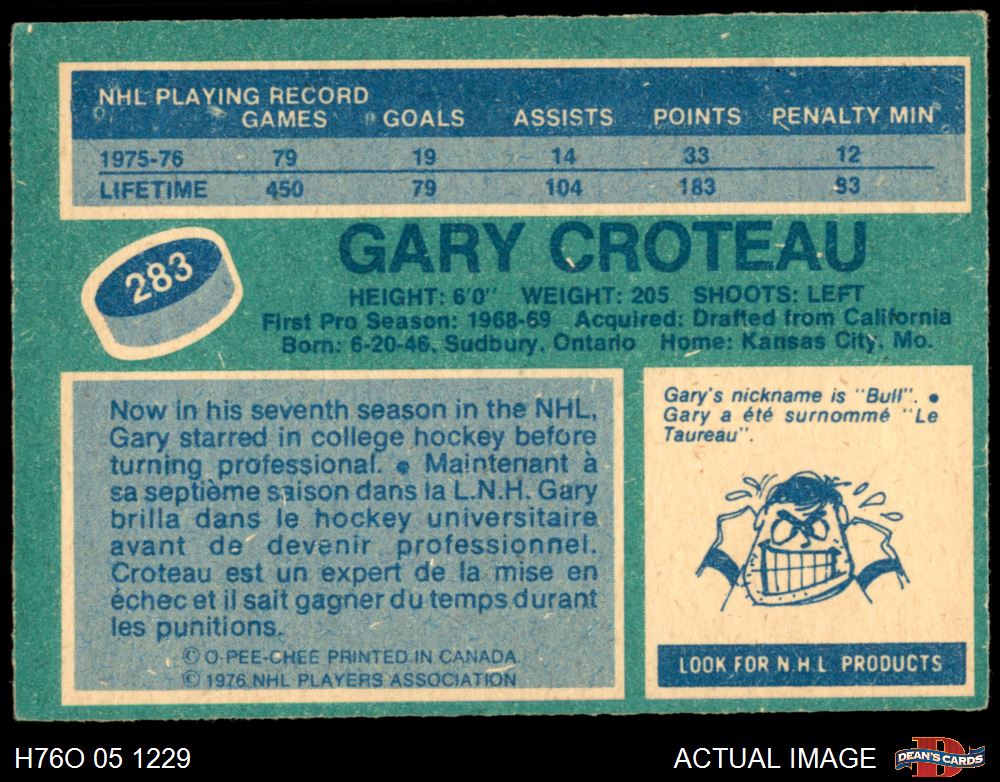 NHL PLAYING RECORD
GAMES GOALS ASSISTS POINTS PENALTY MIN
1975-76 79 19 14 33 12
LIFETIME 450 79 104 183 93
283
GARY CROTEAU
HEIGHT: 6'0" WEIGHT: 205 SHOOTS: LEFT
First Pro Season: 1968-69 Acquired: Drafted from California
Born: 6-20-46, Sudbury, Ontario Home: Kansas City, Mo.
Now in his seventh season in the NHL,
Gary starred in college hockey before
turning professional. • Maintenant à
sa septième saison dans la L.N.H. Gary
brilla dans le hockey universitaire
avant de devenir professionnel.
Croteau est un expert de la mise en
échec et il sait gagner du temps durant
les punitions.
© O-PEE-CHEE PRINTED IN CANADA
© 1976 NHL PLAYERS ASSOCIATION
Gary's nickname is "Bull". •
Gary a été surnommé "Le
Taureau".
LOOK FOR N.H.L PRODUCTS
H76O 05 1229
ACTUAL IMAGE
D
DEAN'S CARDS